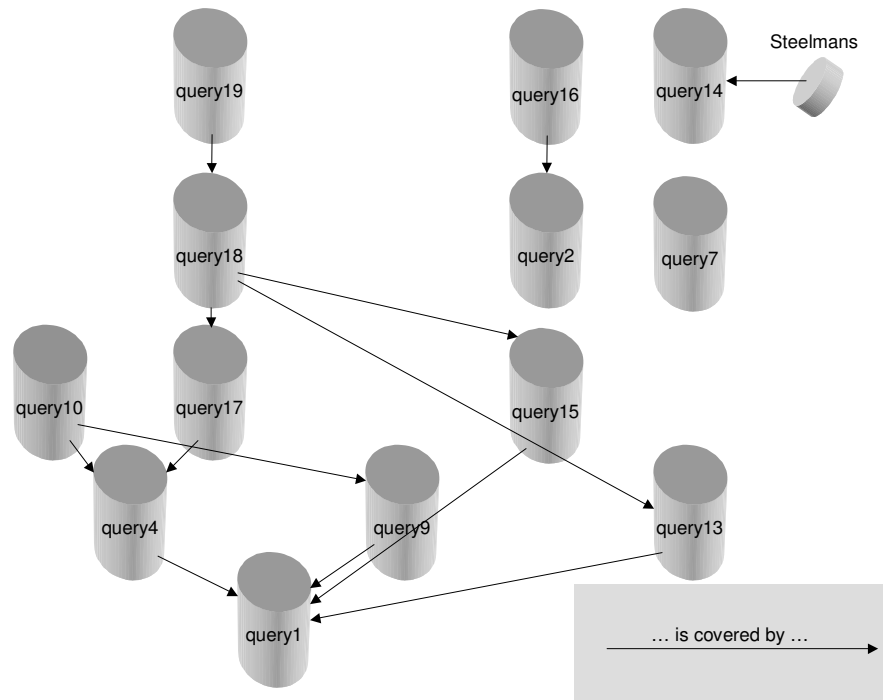 Steelmans
query19
query16
query14
query18
query2
query7
query10
query17
query15
query4
query9
query13
query1
… is covered by …